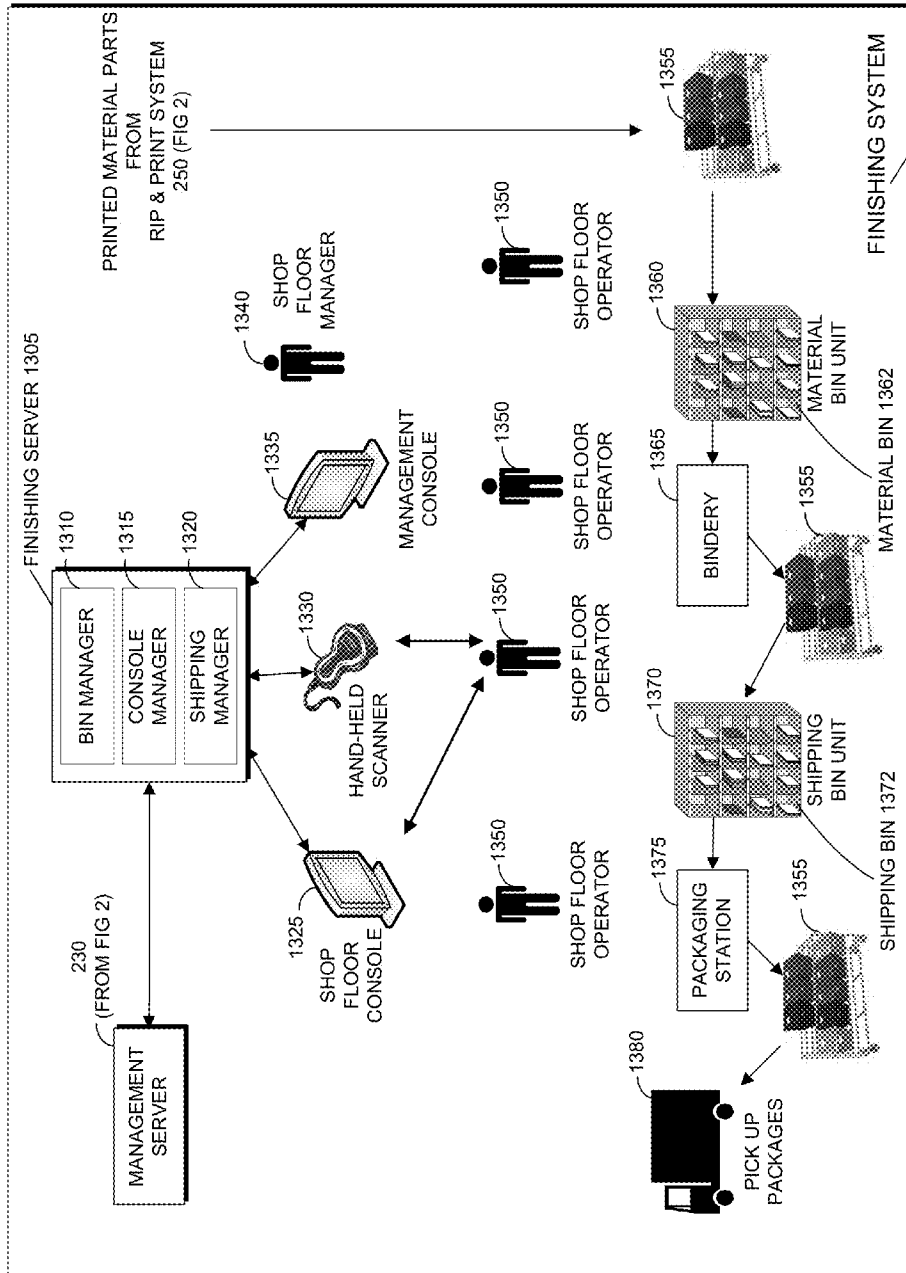 230
(FROM FIG 2)
MANAGEMENT
SERVER
FINISHING SERVER 1305
1310
BIN MANAGER
1315
CONSOLE
MANAGER
1320
SHIPPING
MANAGER
PRINTED MATERIAL PARTS
FROM
RIP & PRINT SYSTEM
250 (FIG 2)
1325
SHOP
FLOOR
CONSOLE
1330
HAND-HELD
SCANNER
1335
MANAGEMENT
CONSOLE
1340
SHOP
FLOOR
MANAGER
1350
SHOP FLOOR
OPERATOR
1350
SHOP FLOOR
OPERATOR
1350
SHOP FLOOR
OPERATOR
1350
SHOP FLOOR
OPERATOR
1380
PICK UP
PACKAGES
1375
PACKAGING
STATION
1355
1370
SHIPPING
BIN UNIT
SHIPPING BIN 1372
1365
BINDERY
1355
1360
MATERIAL
BIN UNIT
MATERIAL BIN 1362
1355
FINISHING SYSTEM